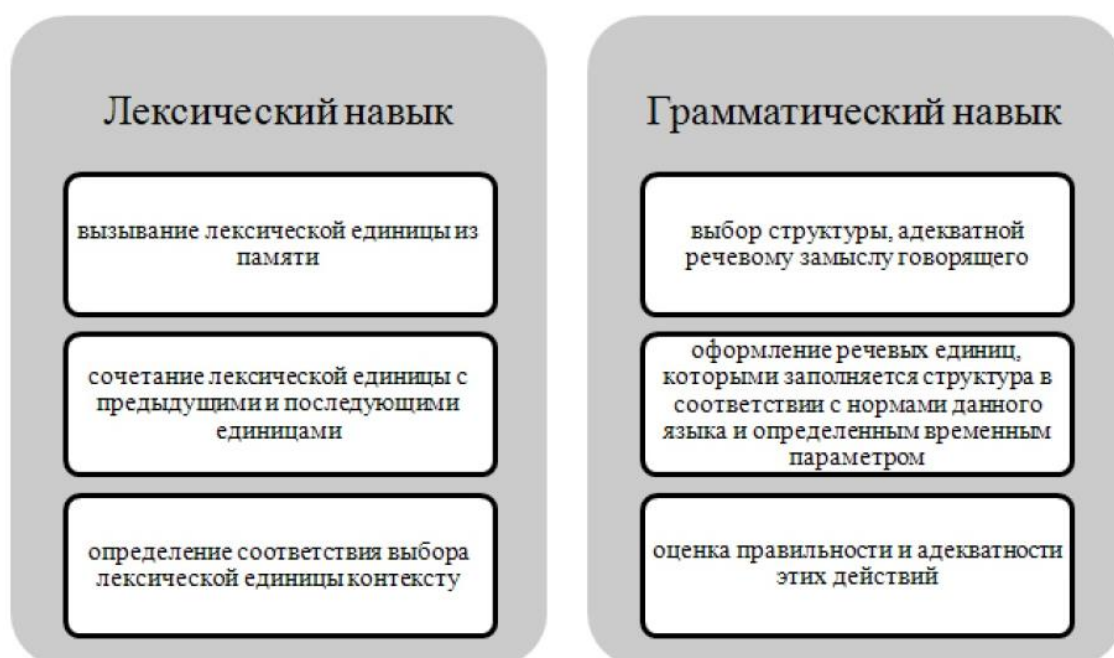 Лексический навык
вызывание лексической единицы из
памяти
сочетание лексической единицы с
предыдущими и последующими
единицами
определение соответствия выбора
лексической единицы контексту
Грамматический навык
выбор структуры, адекватной
речевому замыслу говорящего
оформление речевых единиц,
которыми заполняется структура в
соответствии с нормами данного
языка и определенным временным
параметром
оценка правильности и адекватности
этих действий